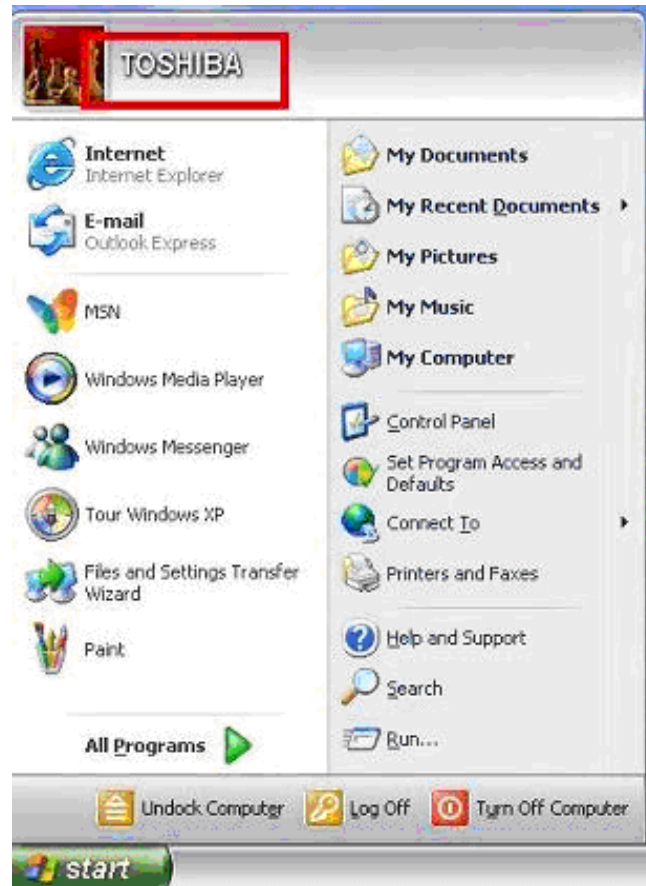 TOSHIBA
Internet
Internet Explorer
E-mail
Outlook Express
MSN
Windows Media Player
Windows Messenger
Tour Windows XP
Files and Settings Transfer
Wizard
Paint
All Programs
My Documents
My Recent Documents
My Pictures
My Music
My Computer
Control Panel
Set Program Access and
Defaults
Connect To
Printers and Faxes
Help and Support
Search
Run...
Undock Computer Log Off Turn Off Computer
start